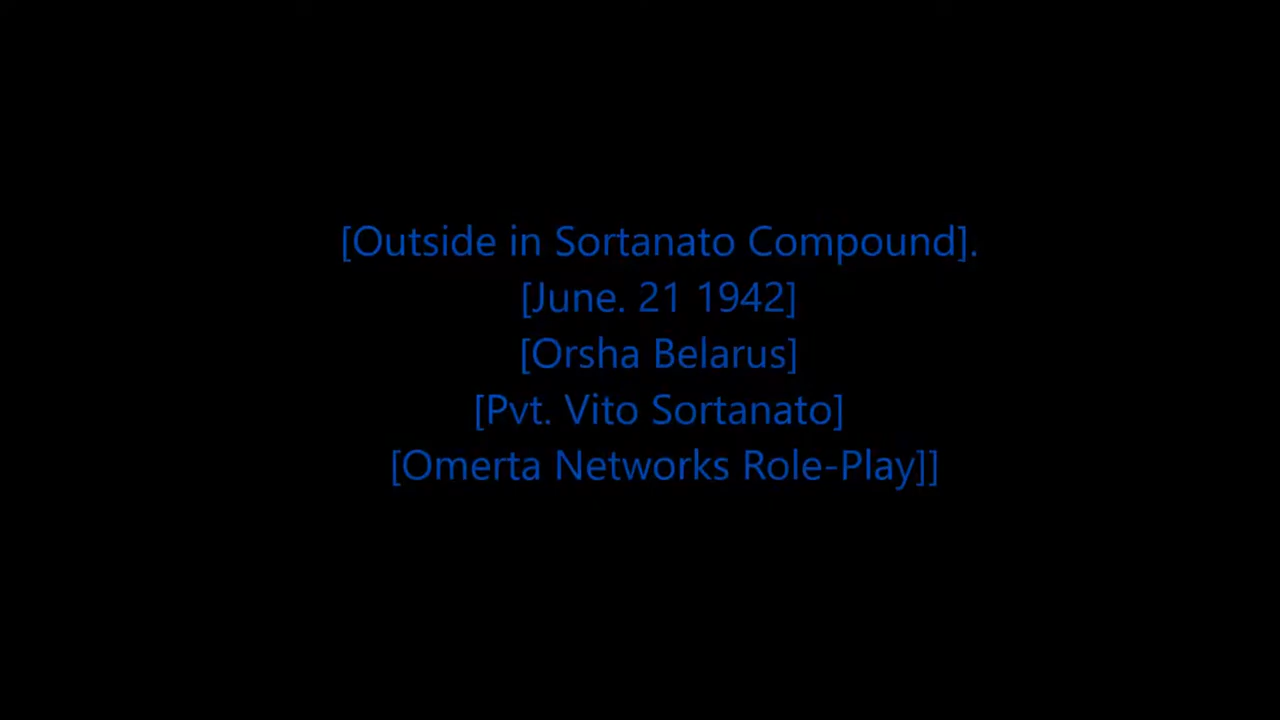 [Outside in Sortanato Compound].
[June. 21 1942]
[Orsha Belarus]
[Pvt. Vito Sortanato]
[Omerta Networks Role-Play]]